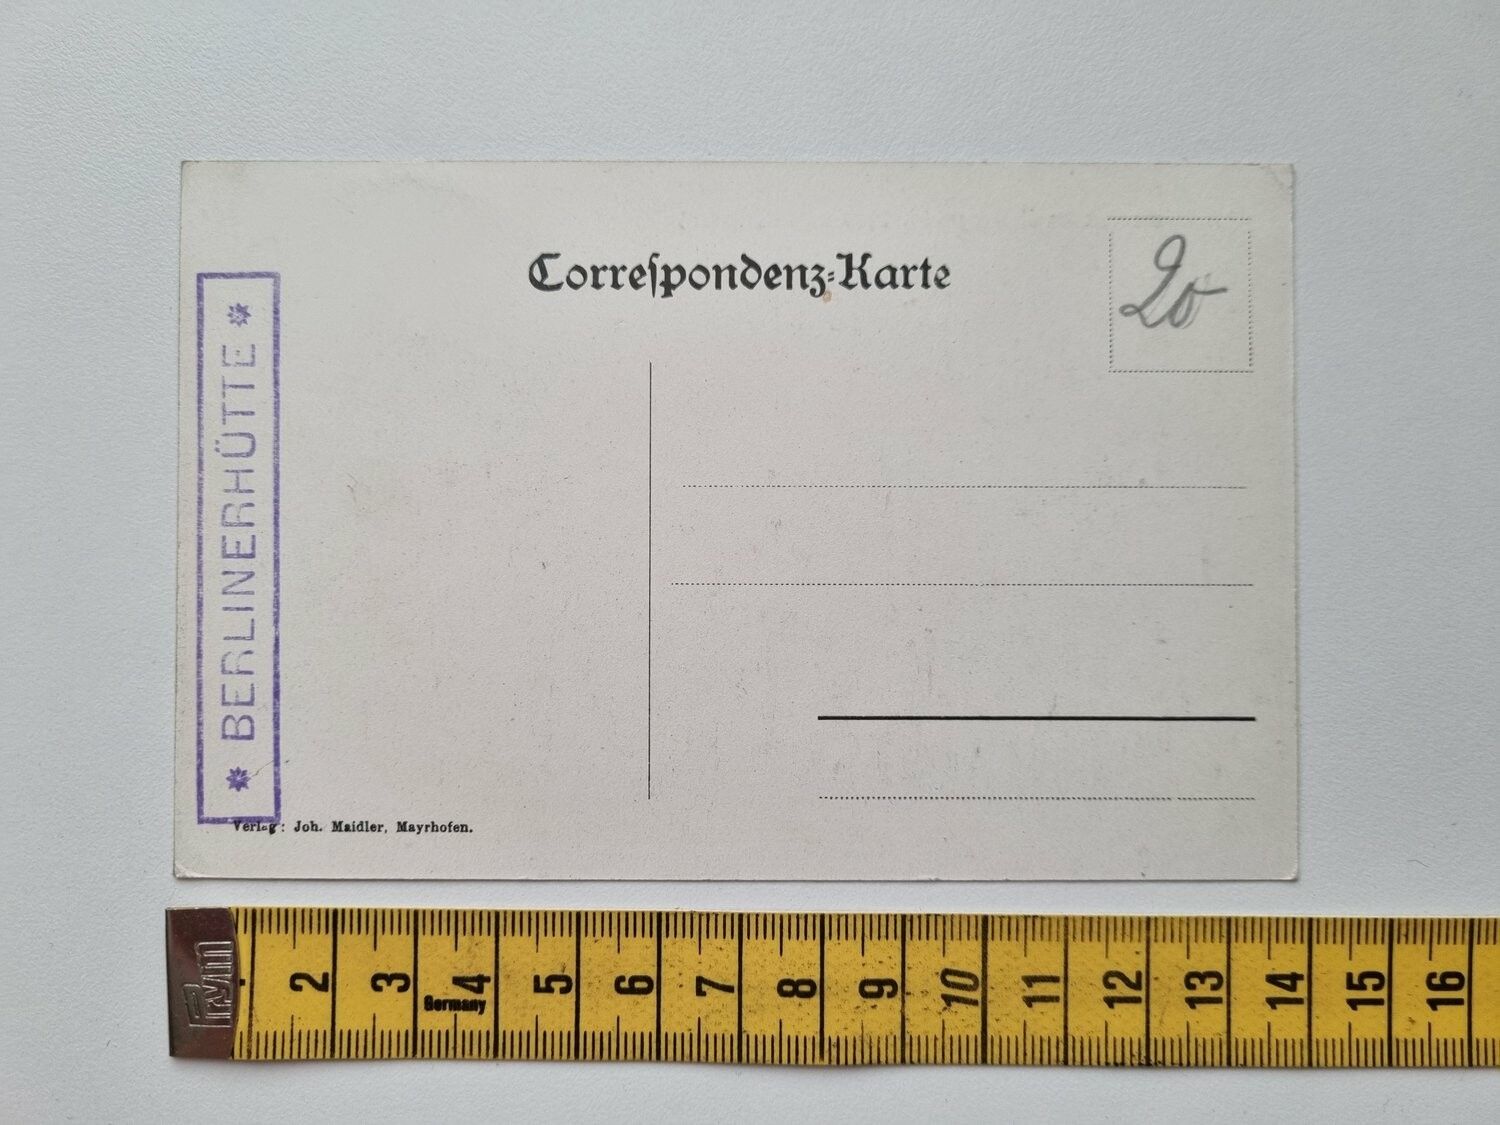 Correſpondenz-Karte
20
* BERLINERHÜTTE *
Verlag: Joh. Maidler, Mayrhofen.
Prym
2 3 4 5 6 7 8 9 10 11 12 13 14 15 16
Germany